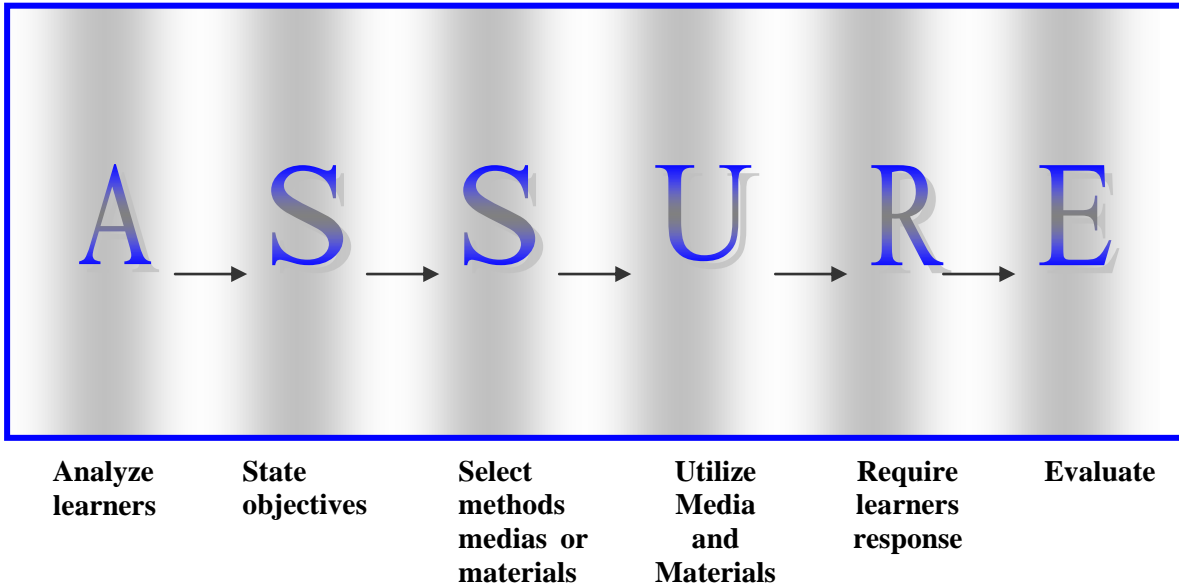 A S S U R E
Analyze State Select Utilize Require Evaluate
learners objectives methods Media learners
medias or and response
materials Materials